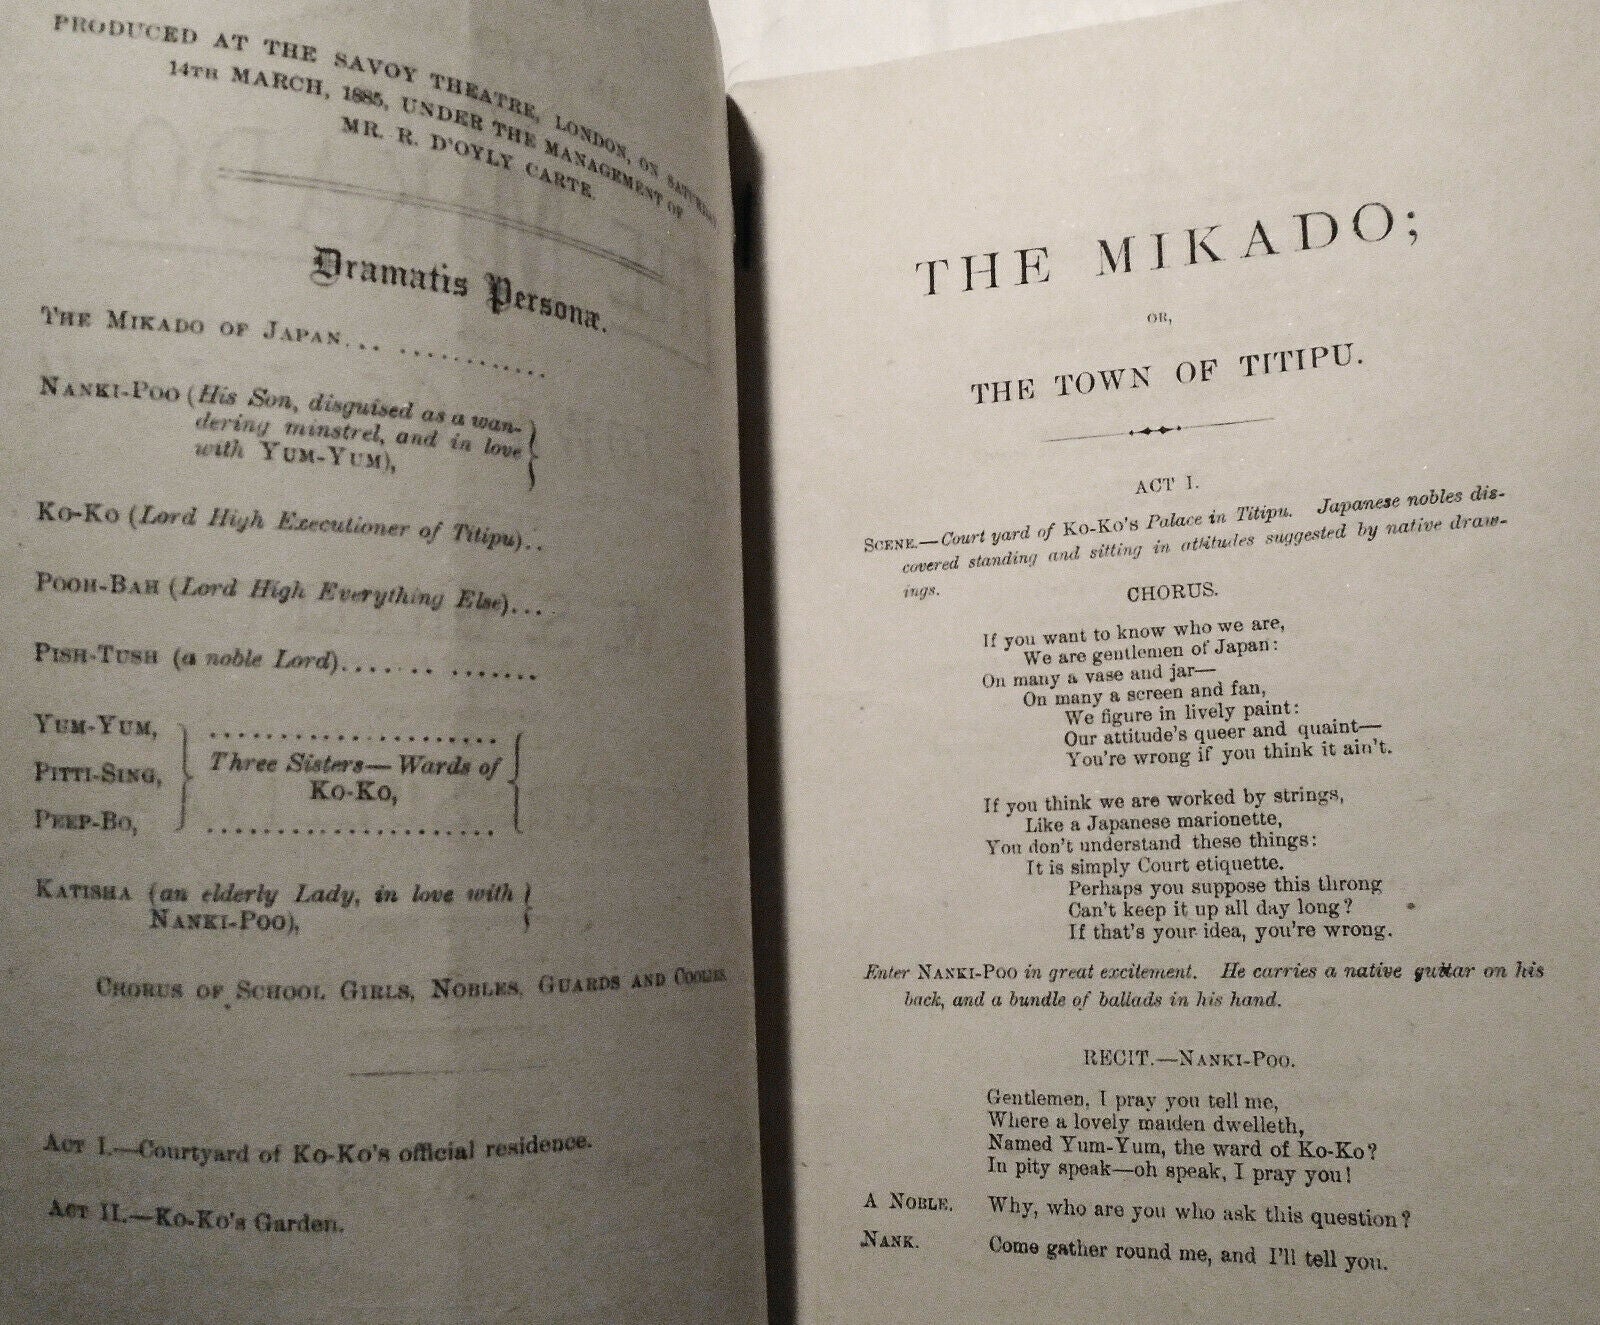 PRODUCED AT THE SAVOY THEATRE, LONDON, ON SATURDAY
14TH MARCH, 1885, UNDER THE MANAGEMENT OF
MR. R. D'OYLY CARTE.
Dramatis Personæ.
THE MIKADO OF JAPAN... ............
NANKI-POO (His Son, disguised as a wan-
dering minstrel, and in love
with YUM-YUM),
KO-KO (Lord High Executioner of Titipu)..
POOH-BAH (Lord High Everything Else)....
PISH-TUSH (a noble Lord)...... .. .......
YUM-YUM, ......................
PITTI-SING, Three Sisters—Wards of
KO-KO,
PEEP-BO, ......................
KATISHA (an elderly Lady, in love with
NANKI-POO),
CHORUS OF SCHOOL GIRLS, NOBLES, GUARDS AND COOLIES.
ACT I.—COURTYARD OF KO-KO'S OFFICIAL RESIDENCE.
ACT II.—KO-KO'S GARDEN.
THE MIKADO;
OR,
THE TOWN OF TITIPU.
ACT I.
SCENE.—Court yard of KO-KO'S Palace in Titipu. Japanese nobles dis-
covered standing and sitting in attitudes suggested by native draw-
ings.
CHORUS.
If you want to know who we are,
We are gentlemen of Japan:
On many a vase and jar—
On many a screen and fan,
We figure in lively paint:
Our attitude's queer and quaint—
You're wrong if you think it ain't.
If you think we are worked by strings,
Like a Japanese marionette,
You don't understand these things:
It is simply Court etiquette.
Perhaps you suppose this throng
Can't keep it up all day long?
If that's your idea, you're wrong.
Enter NANKI-POO in great excitement. He carries a native guitar on his
back, and a bundle of ballads in his hand.
RECIT.—NANKI-POO.
Gentlemen, I pray you tell me,
Where a lovely maiden dwelleth,
Named Yum-Yum, the ward of Ko-Ko?
In pity speak—oh speak, I pray you!
A NOBLE. Why, who are you who ask this question?
NANK. Come gather round me, and I'll tell you.